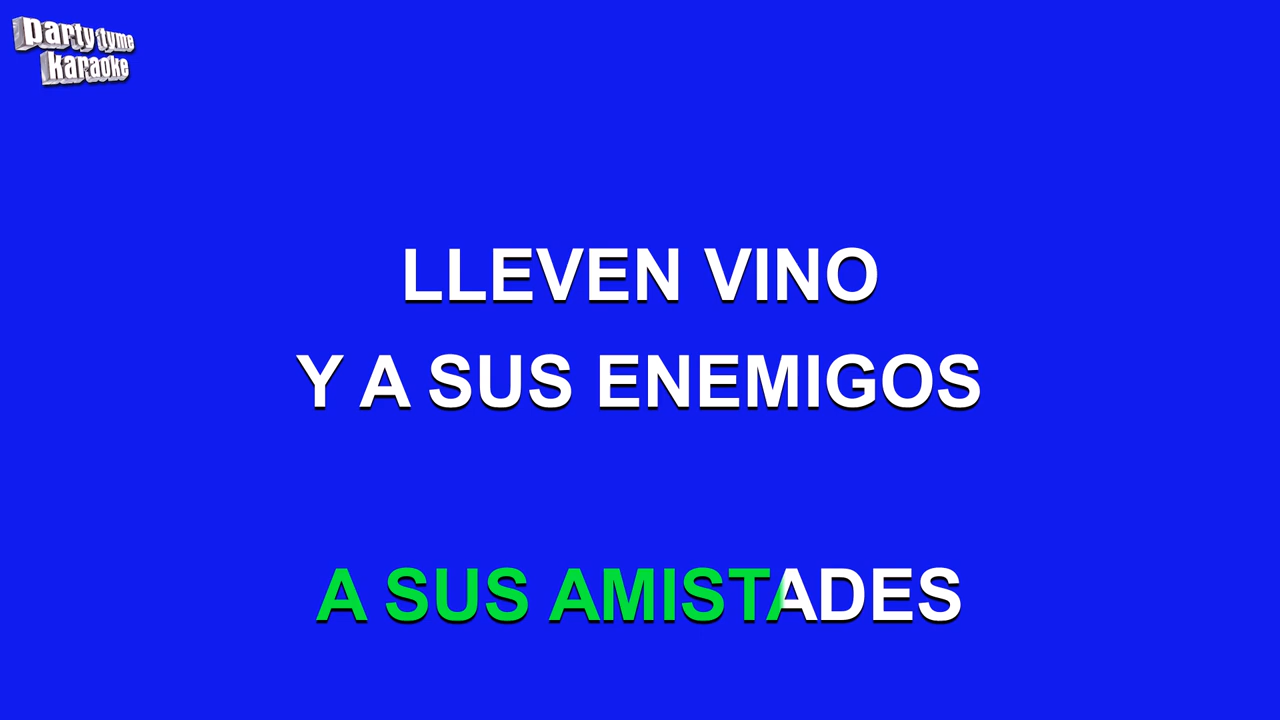 party tyme
karaoke
LLEVEN VINO
Y A SUS ENEMIGOS
A SUS AMISTADES